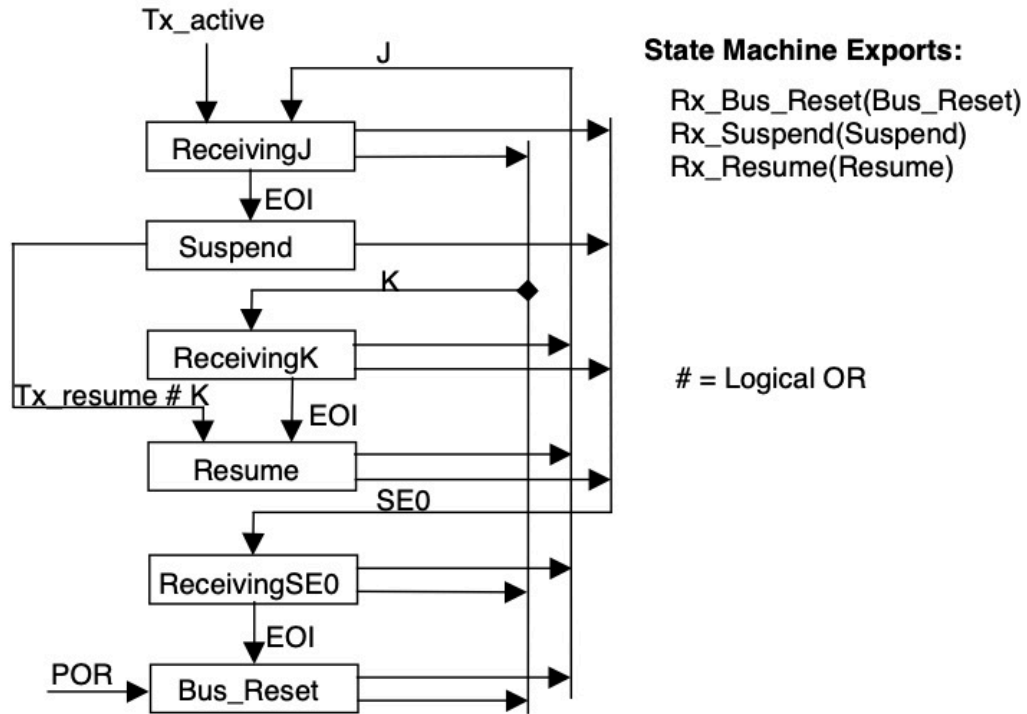 Tx_active
J
State Machine Exports:
Rx_Bus_Reset(Bus_Reset)
Rx_Suspend(Suspend)
Rx_Resume(Resume)
ReceivingJ
EOI
Suspend
K
ReceivingK
# = Logical OR
Tx_resume # K
EOI
Resume
SE0
ReceivingSE0
EOI
POR
Bus_Reset